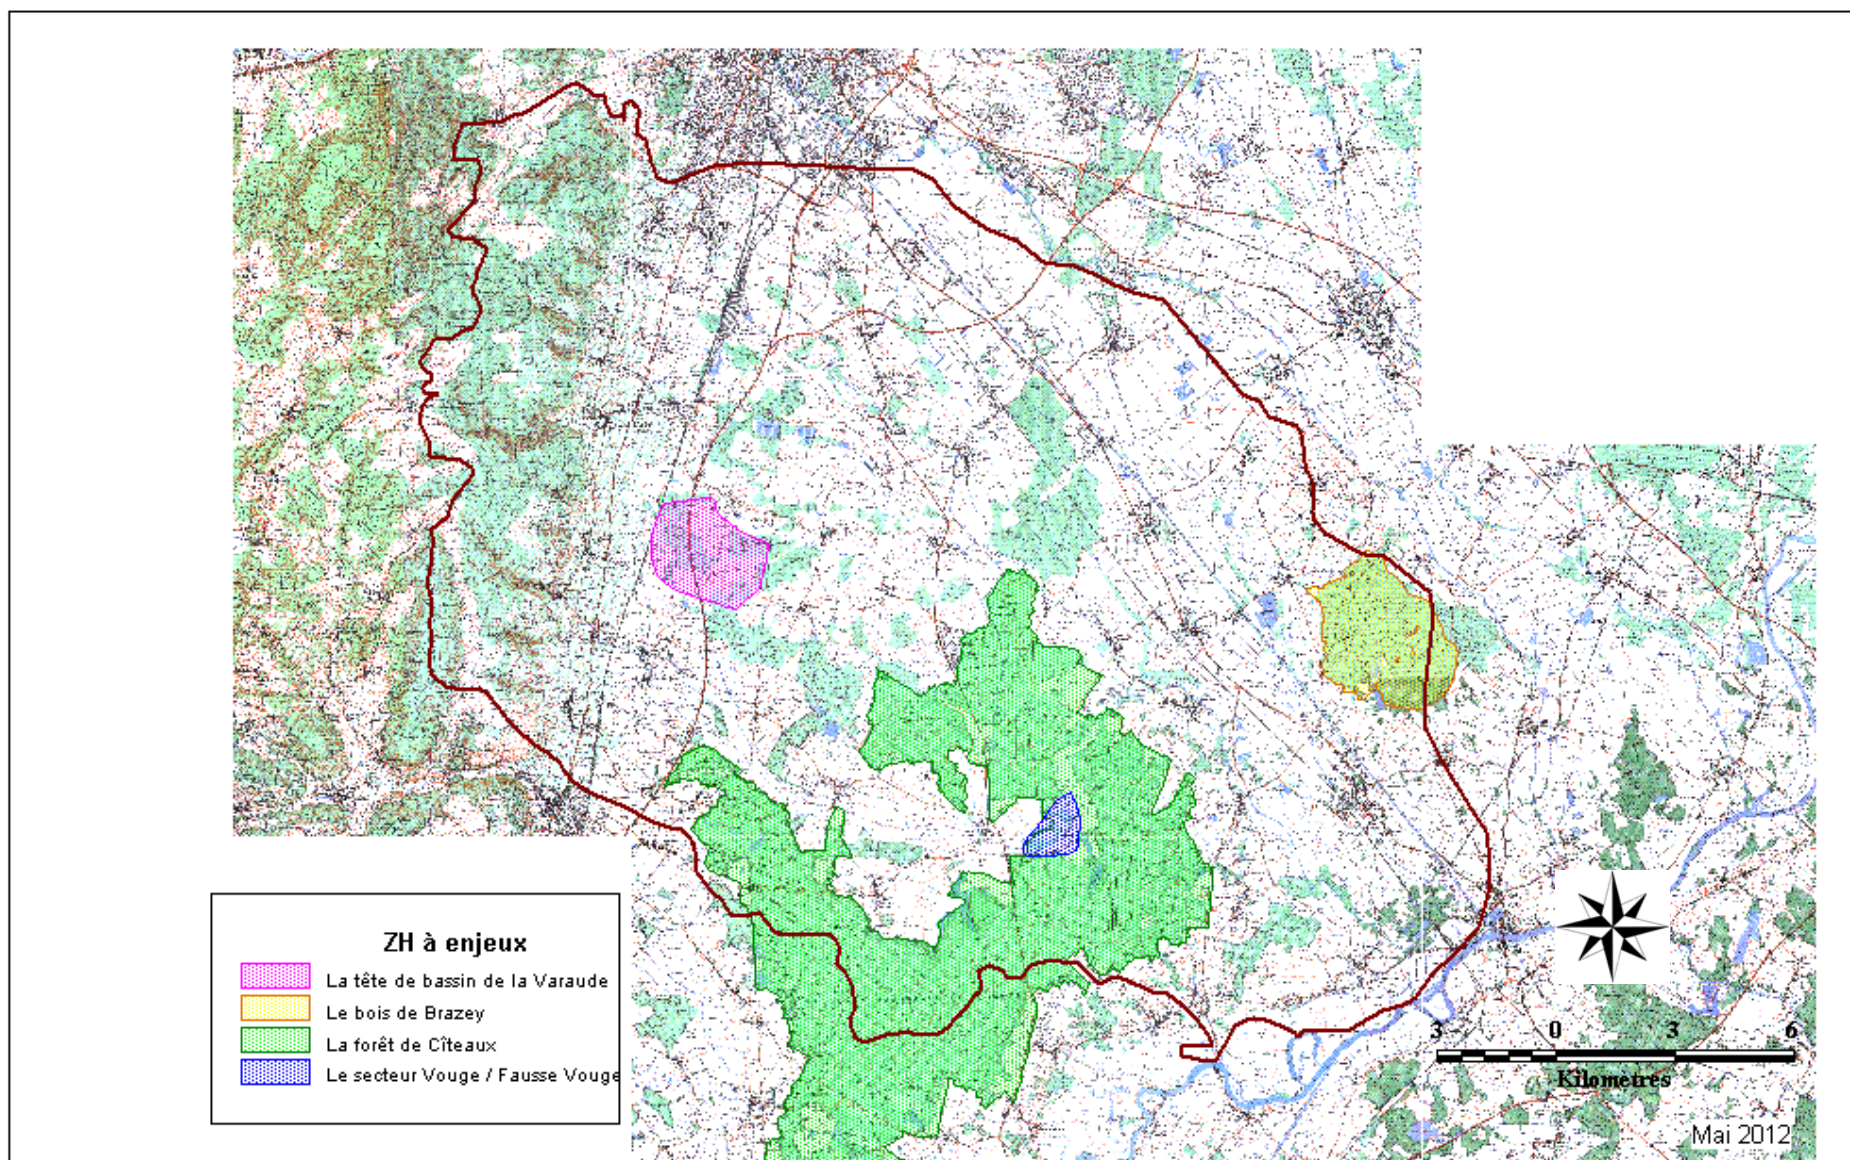 ZH à enjeux
La tête de bassin de la Varaude
Le bois de Brazey
La forêt de Cîteaux
Le secteur Vouge / Fausse Vouge
3 0 3 6
Kilomètres
Mai 2012